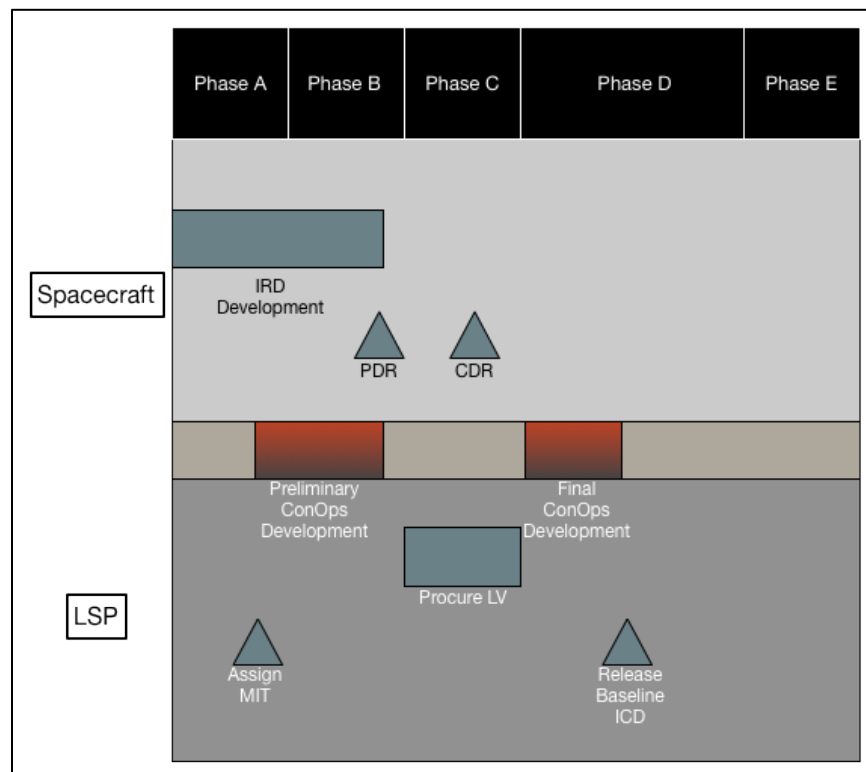 Phase A
Phase B
Phase C
Phase D
Phase E
Spacecraft
IRD
Development
PDR
CDR
Preliminary
ConOps
Development
Final
ConOps
Development
Procure LV
LSP
Assign
MIT
Release
Baseline
ICD